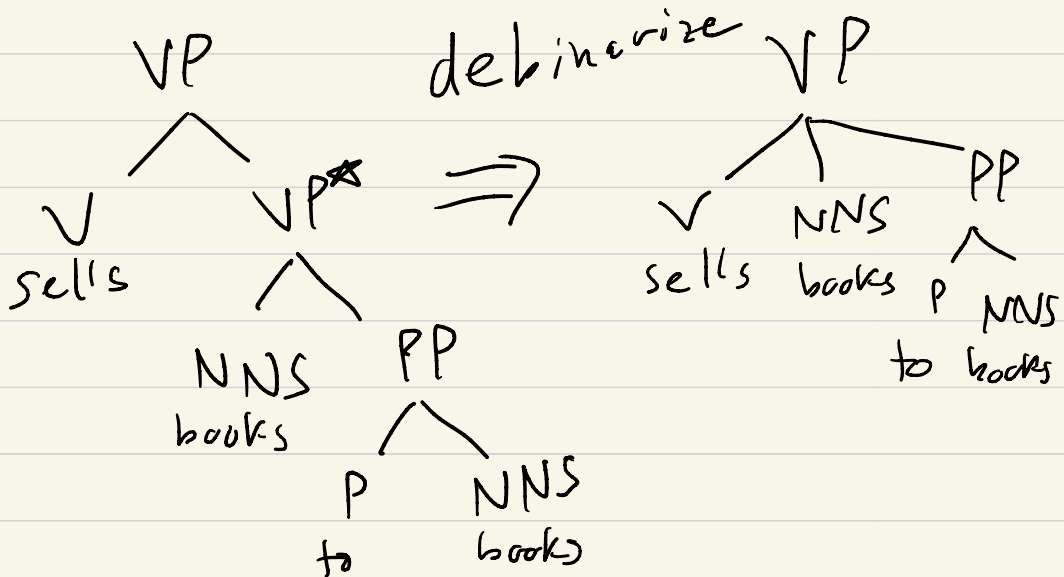 VP debinarize VP
V VP* ⇒ V NNS PP
sells sells books P NNS
NNS PP to books
books
P NNS
to books